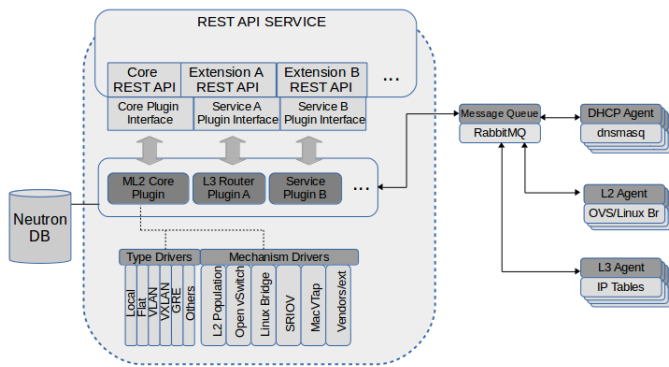 REST API SERVICE
Core
REST API
Extension A
REST API
Extension B
REST API
...
Core Plugin
Interface
Service A
Plugin Interface
Service B
Plugin Interface
Message Queue
RabbitMQ
DHCP Agent
dnsmasq
ML2 Core
Plugin
L3 Router
Plugin A
Service
Plugin B
...
L2 Agent
OVS/Linux Br
Neutron
DB
Type Drivers
Mechanism Drivers
L3 Agent
IP Tables
Local
Flat
VLAN
VXLAN
GRE
Others
L2 Population
Open vSwitch
Linux Bridge
SRIOV
MacVTap
Vendors/ext